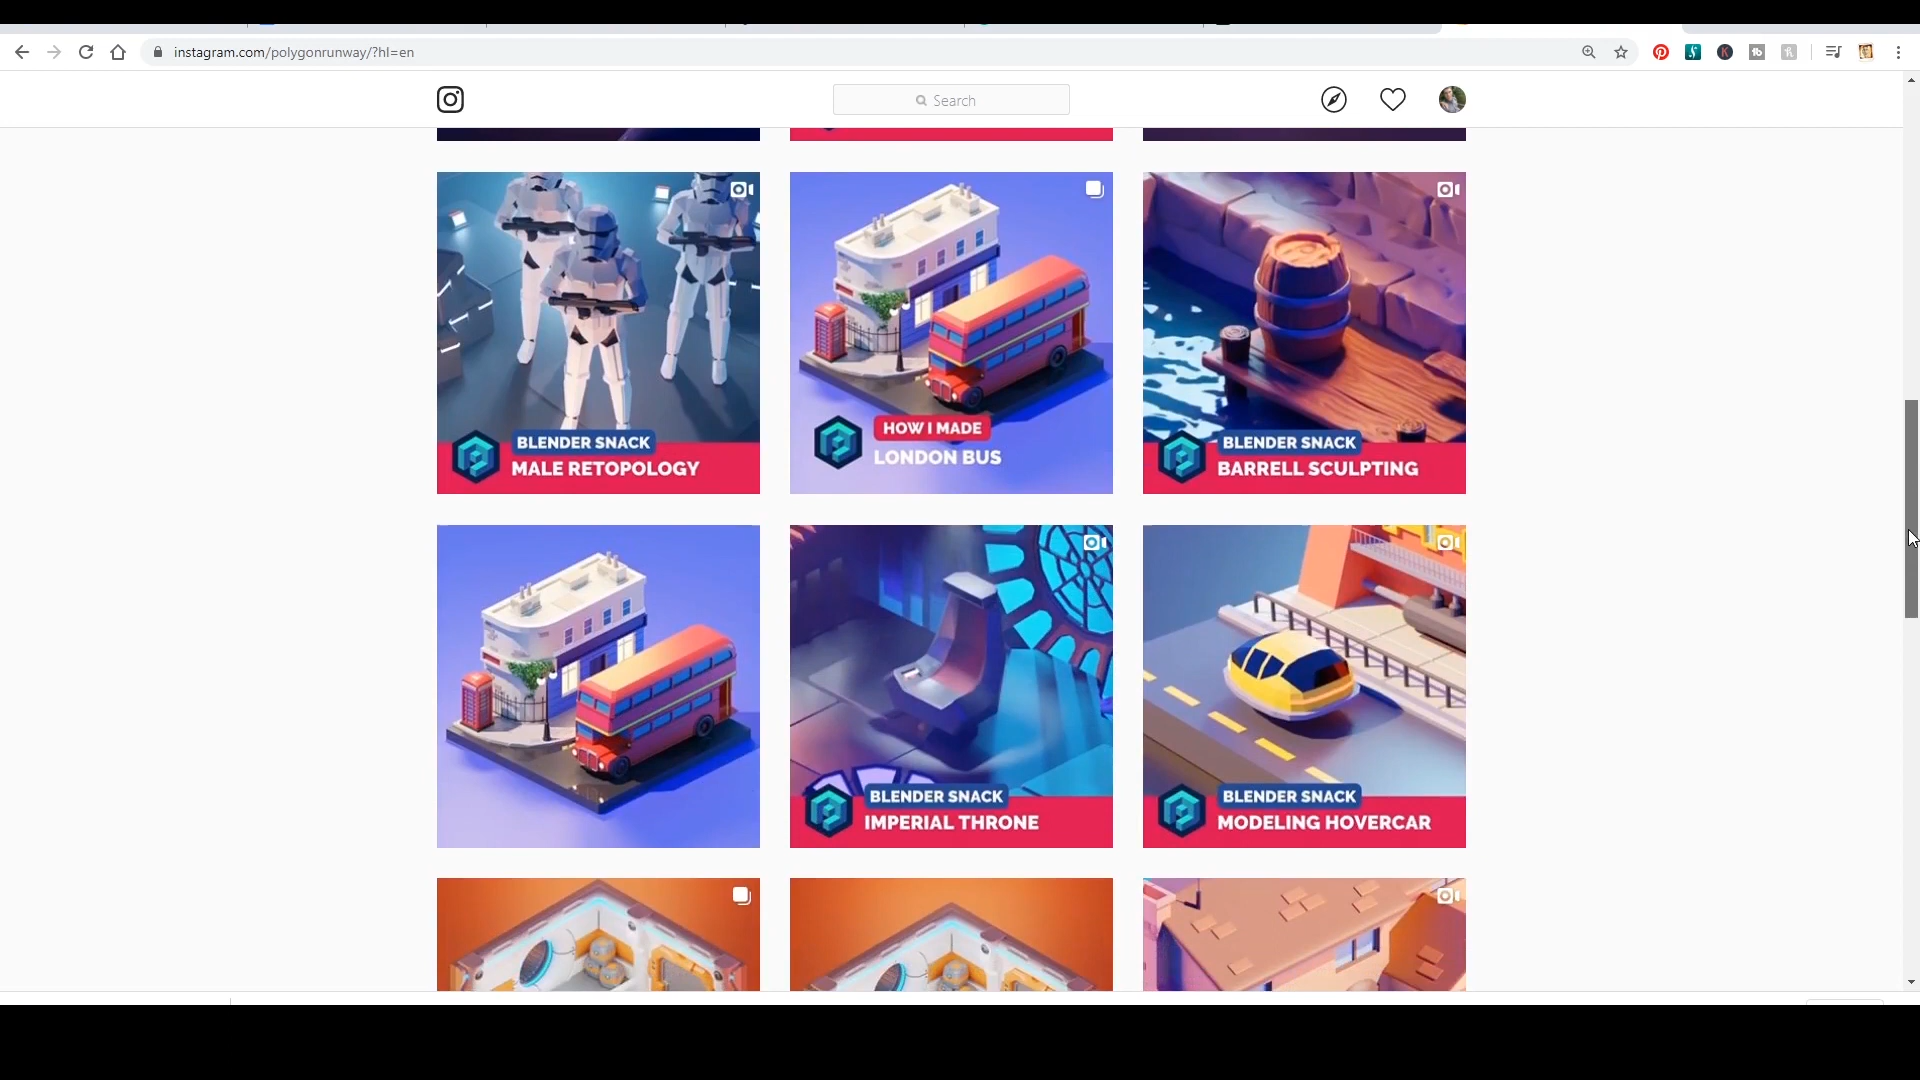 instagram.com/polygonrunway/?hl=en
Search
BLENDER SNACK
MALE RETOPOLOGY
HOW I MADE
LONDON BUS
BLENDER SNACK
BARRELL SCULPTING
BLENDER SNACK
IMPERIAL THRONE
BLENDER SNACK
MODELING HOVERCAR